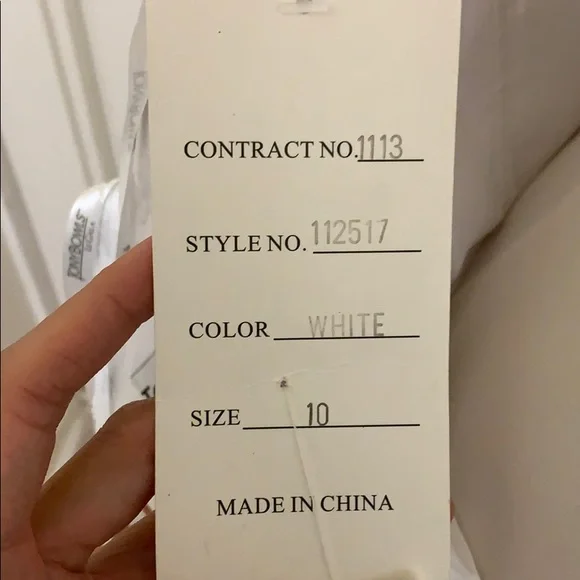 CONTRACT NO. 1113
STYLE NO. 112517
COLOR WHITE
SIZE 10
MADE IN CHINA